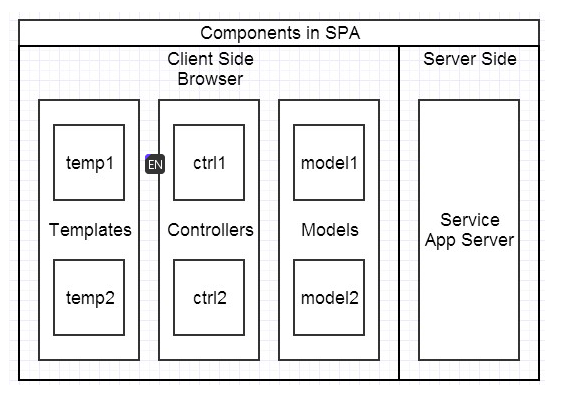 Components in SPA
Client Side
Browser
Server Side
temp1
EN
ctrl1
model1
Templates
Controllers
Models
Service
App Server
temp2
ctrl2
model2